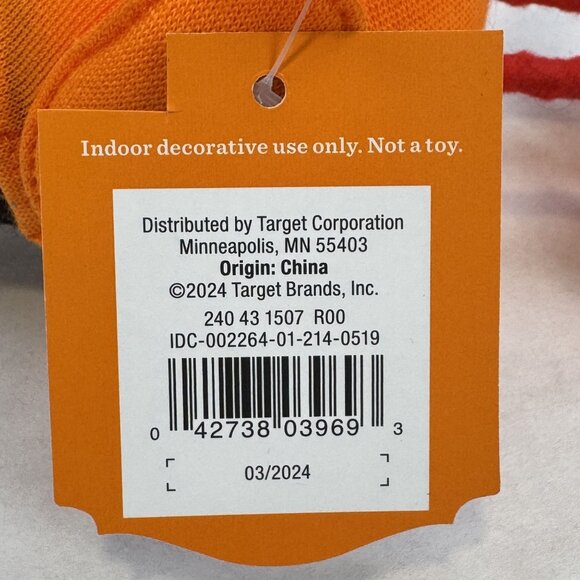 Indoor decorative use only. Not a toy.
Distributed by Target Corporation
Minneapolis, MN 55403
Origin: China
©2024 Target Brands, Inc.
240 43 1507 R00
IDC-002264-01-214-0519
0 42738 03969 3
03/2024